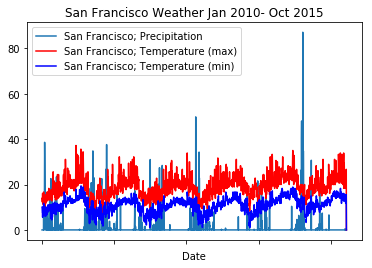 San Francisco Weather Jan 2010- Oct 2015
San Francisco; Precipitation
San Francisco; Temperature (max)
San Francisco; Temperature (min)
80
60
40
20
0
Date